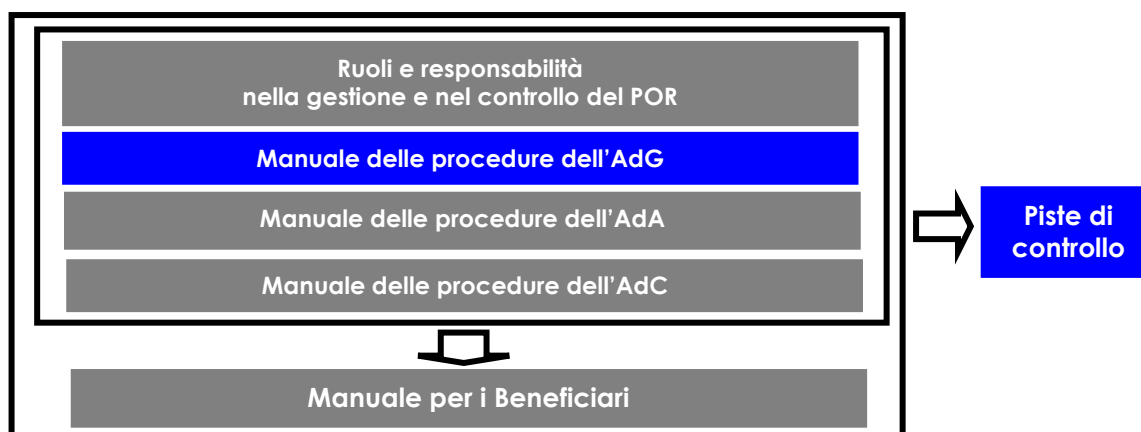 Ruoli e responsabilità
nella gestione e nel controllo del POR
Manuale delle procedure dell’AdG
Manuale delle procedure dell’AdA
Manuale delle procedure dell’AdC
Manuale per i Beneficiari
Piste di
controllo